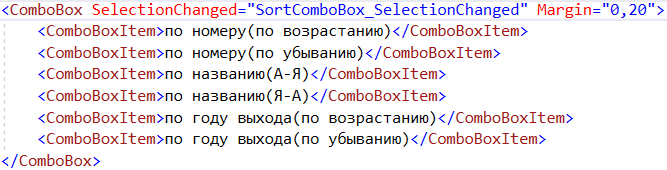 <ComboBox SelectionChanged="SortComboBox_SelectionChanged" Margin="0,20">
<ComboBoxItem>по номеру(по возрастанию)</ComboBoxItem>
<ComboBoxItem>по номеру(по убыванию)</ComboBoxItem>
<ComboBoxItem>по названию(А-Я)</ComboBoxItem>
<ComboBoxItem>по названию(Я-А)</ComboBoxItem>
<ComboBoxItem>по году выхода(по возрастанию)</ComboBoxItem>
<ComboBoxItem>по году выхода(по убыванию)</ComboBoxItem>
</ComboBox>